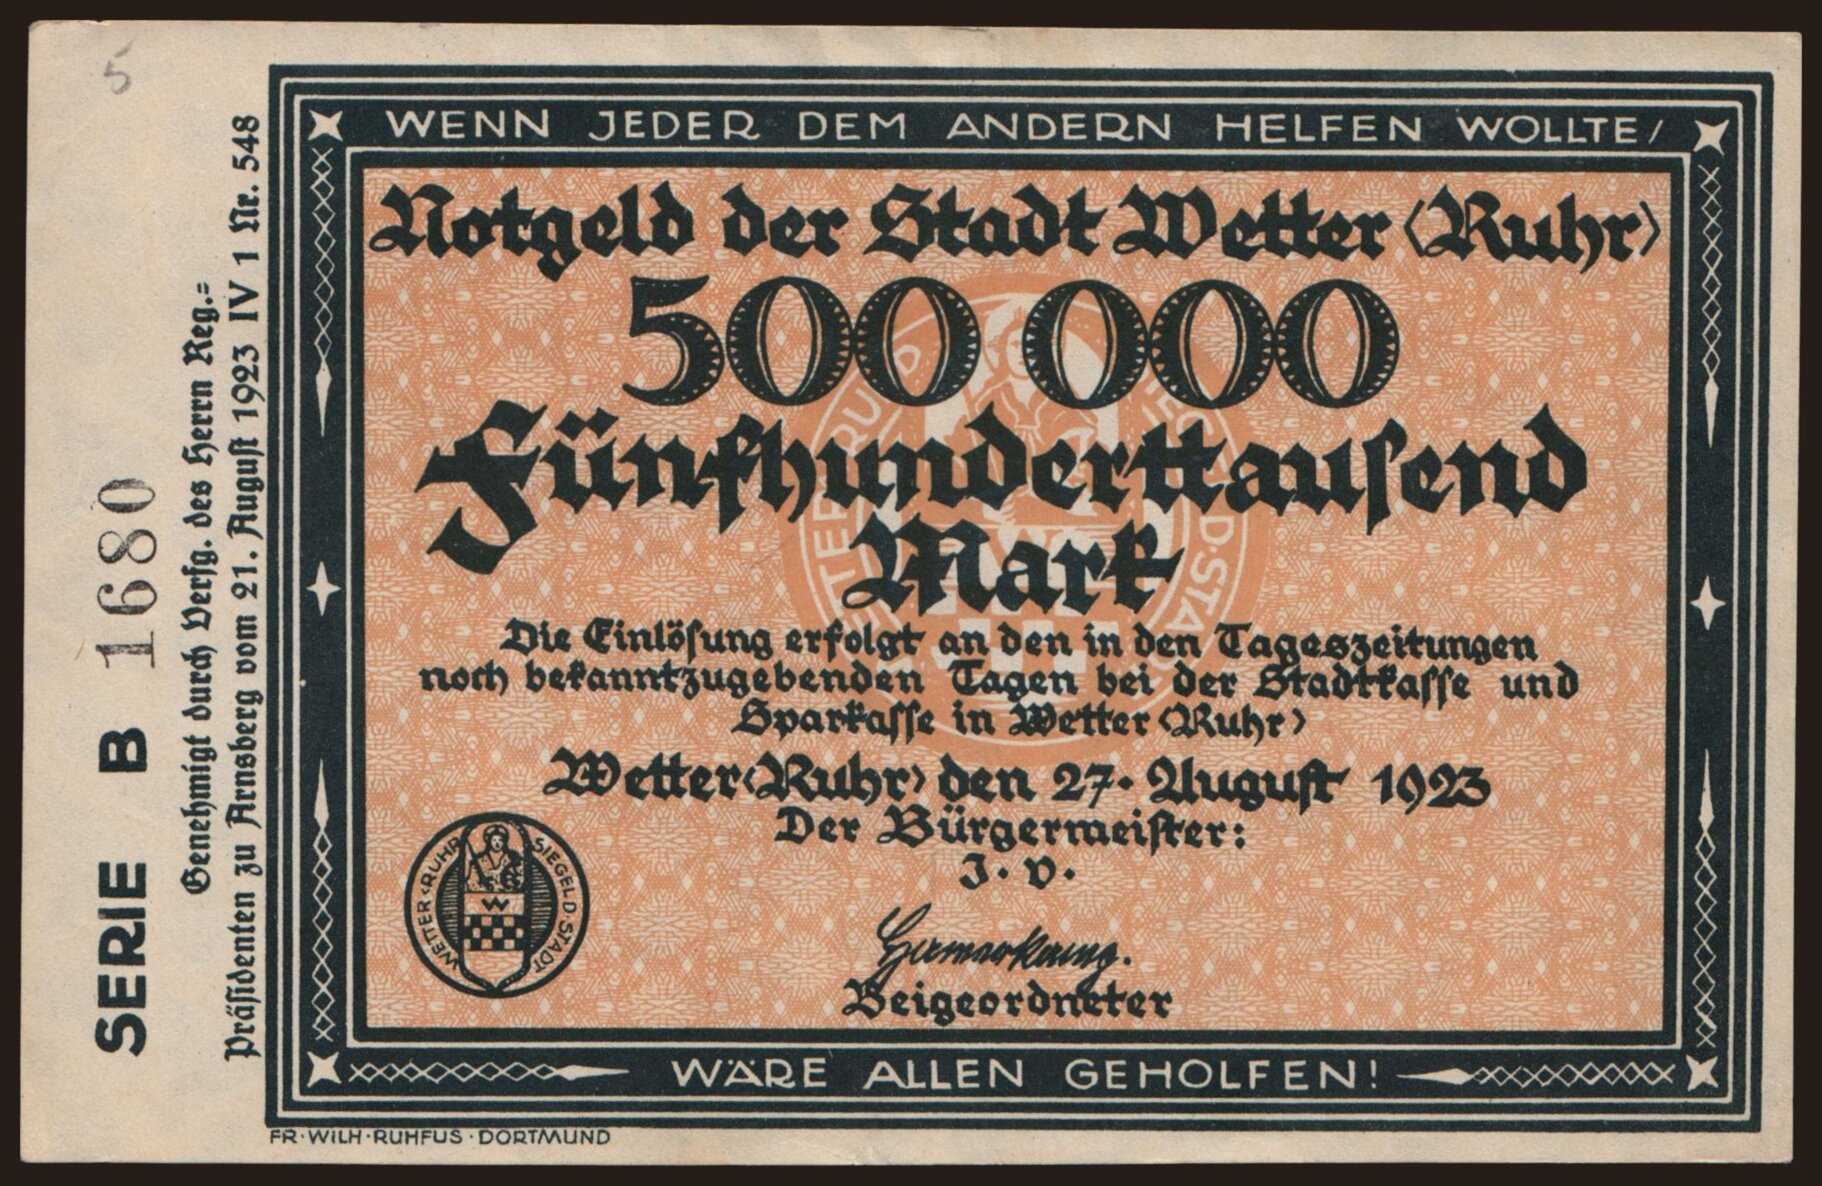 5
SERIE B 1680
Genehmigt durch Verfg. des Herrn Reg.=
Präsidenten zu Arnsberg vom 21. August 1923 IV 1 Nr. 548
WENN JEDER DEM ANDERN HELFEN WOLLTE/
Notgeld der Stadt Wetter (Ruhr)
500 000
Fünfhunderttausend
Mark
Die Einlösung erfolgt an den in den Tageszeitungen
noch bekanntzugebenden Tagen bei der Stadtkasse und
Sparkasse in Wetter (Ruhr)
Wetter (Ruhr) den 27. August 1923
Der Bürgermeister:
J. V.
Beigeordneter
WETTER (RUHR) SIEGEL D. STADT
W
WÄRE ALLEN GEHOLFEN!
FR·WILH·RUHFUS·DORTMUND